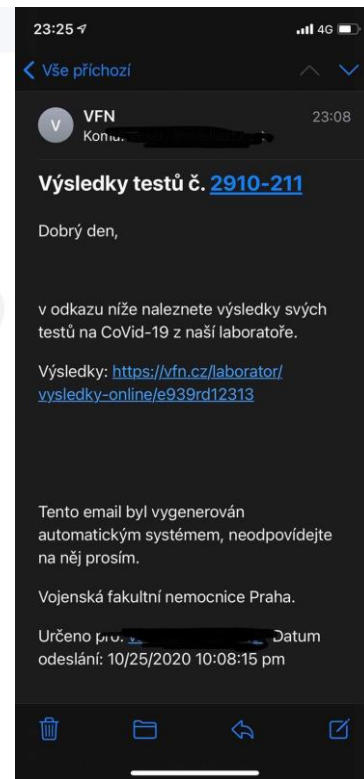 23:25
4G
Vše příchozí
V
VFN
23:08
Komu:
Výsledky testů č. 2910-211
Dobrý den,
v odkazu níže naleznete výsledky svých
testů na CoVid-19 z naší laboratoře.
Výsledky: https://vfn.cz/laborator/
vysledky-online/e939rd12313
Tento email byl vygenerován
automatickým systémem, neodpovídejte
na něj prosím.
Vojenská fakultní nemocnice Praha.
Určeno pro: Datum
odeslání: 10/25/2020 10:08:15 pm